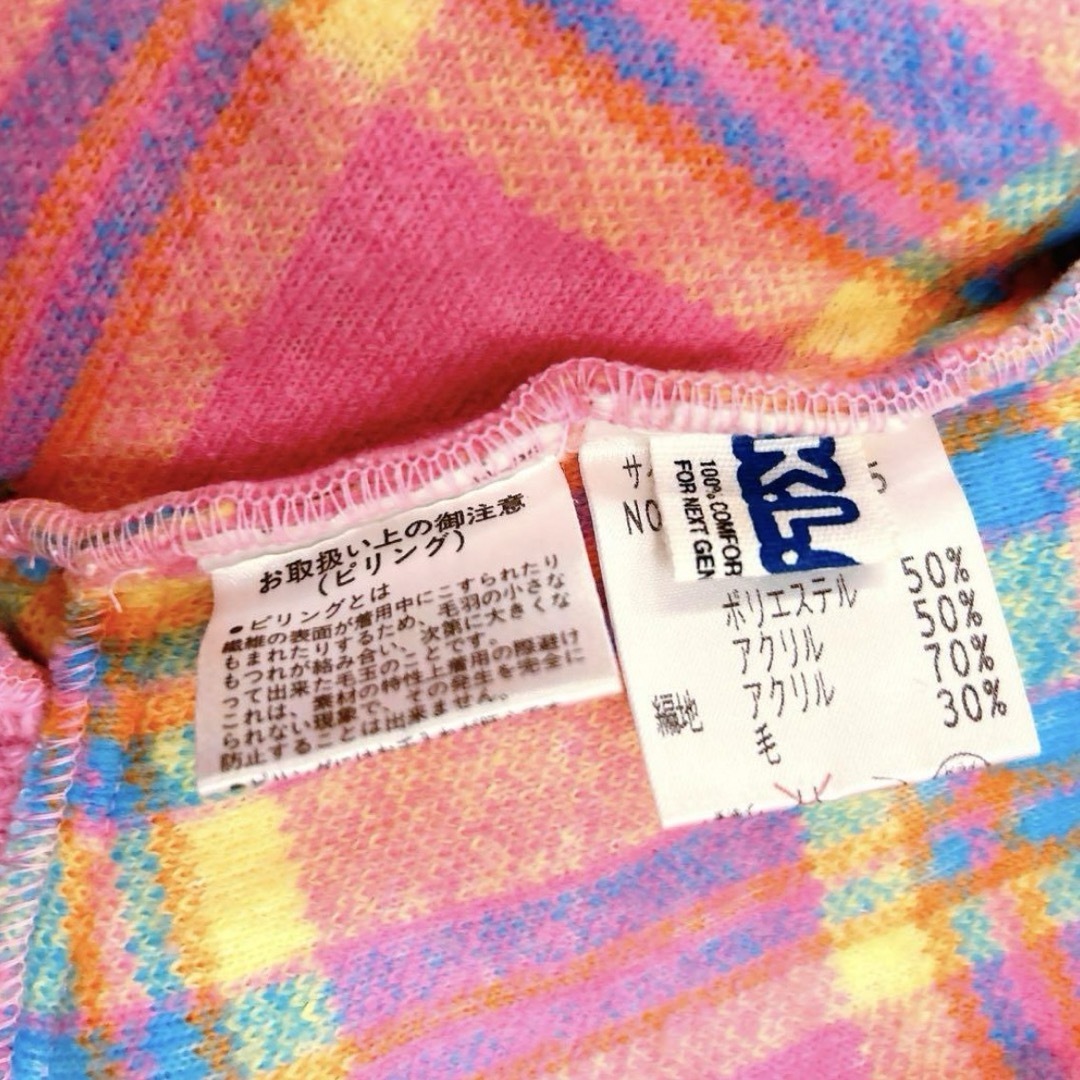 お取扱い上の御注意
(ピリング)
●ピリングとは
繊維の表面が着用中にこすられたり
もまれたりするため、毛羽の小さな
もつれが絡み合い、次第に大きくな
って出来た毛玉のことです。
これは、素材の特性上着用の際避け
られない現象で、その発生を完全に
防止することは出来ません。
サ 5
NO
100% COMFOR
FOR NEXT GEN
KL
ポリエステル 50%
アクリル 50%
アクリル 70%
毛 30%